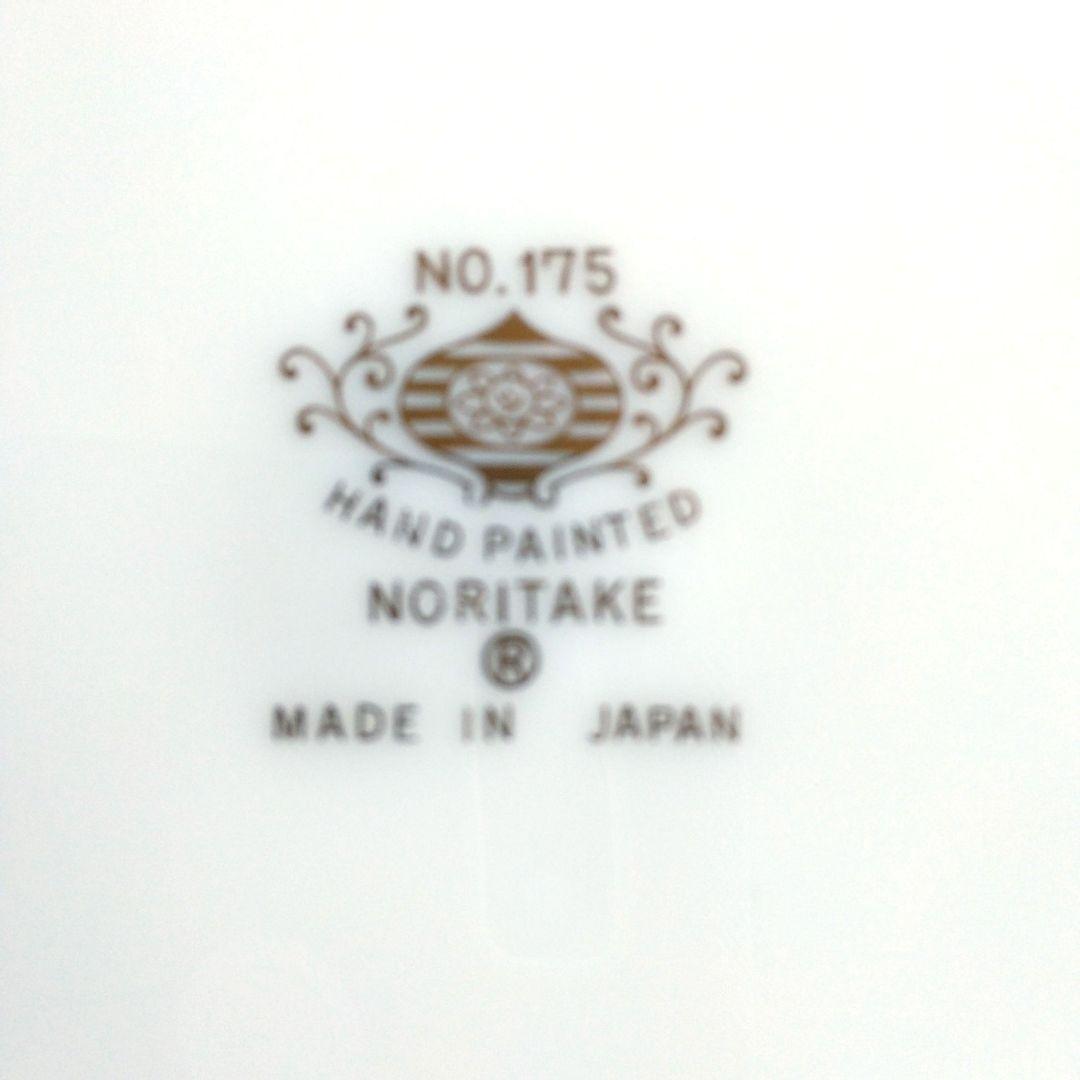 NO. 175
HAND PAINTED
NORITAKE
®
MADE IN JAPAN